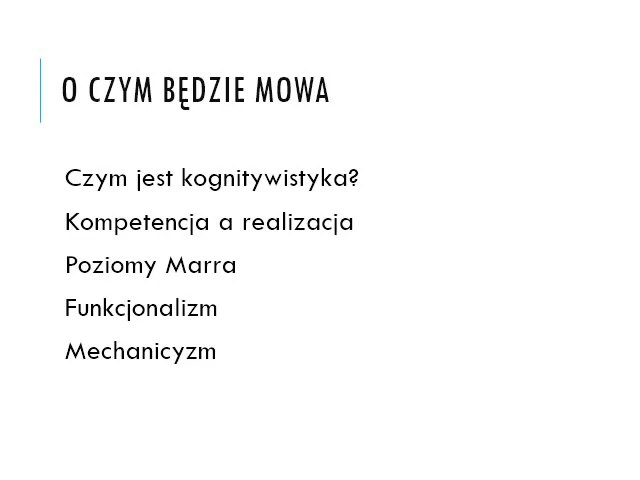 O CZYM BĘDZIE MOWA
Czym jest kognitywistyka?
Kompetencja a realizacja
Poziomy Marra
Funkcjonalizm
Mechanicyzm